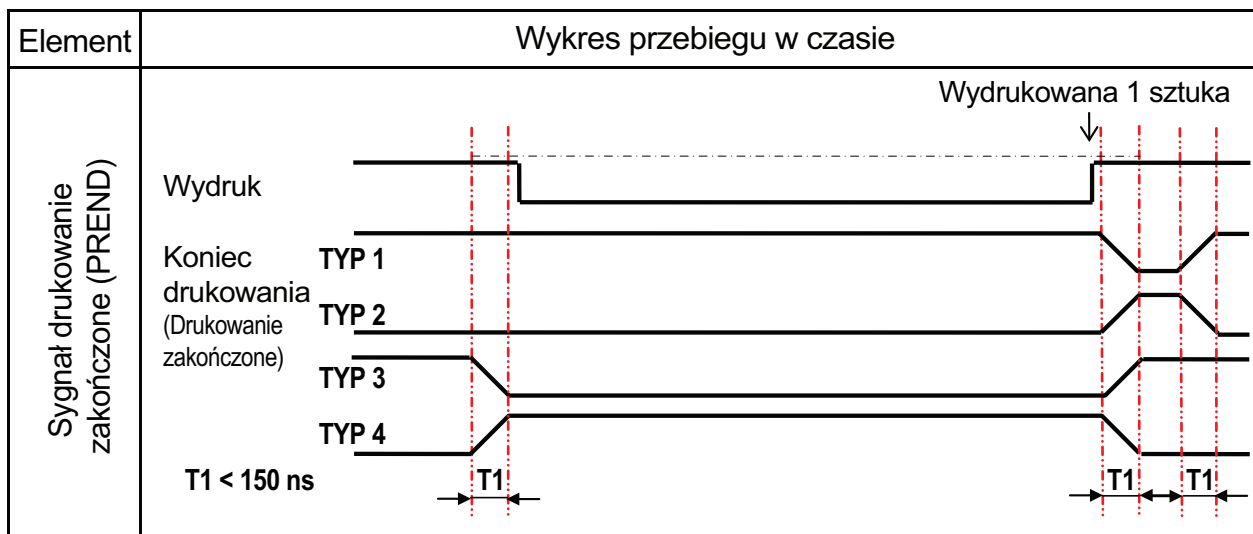 Element
Wykres przebiegu w czasie
Sygnał drukowanie
zakończone (PREND)
Wydrukowana 1 sztuka
Wydruk
Koniec
drukowania
(Drukowanie
zakończone)
TYP 1
TYP 2
TYP 3
TYP 4
T1 < 150 ns
T1
T1
T1